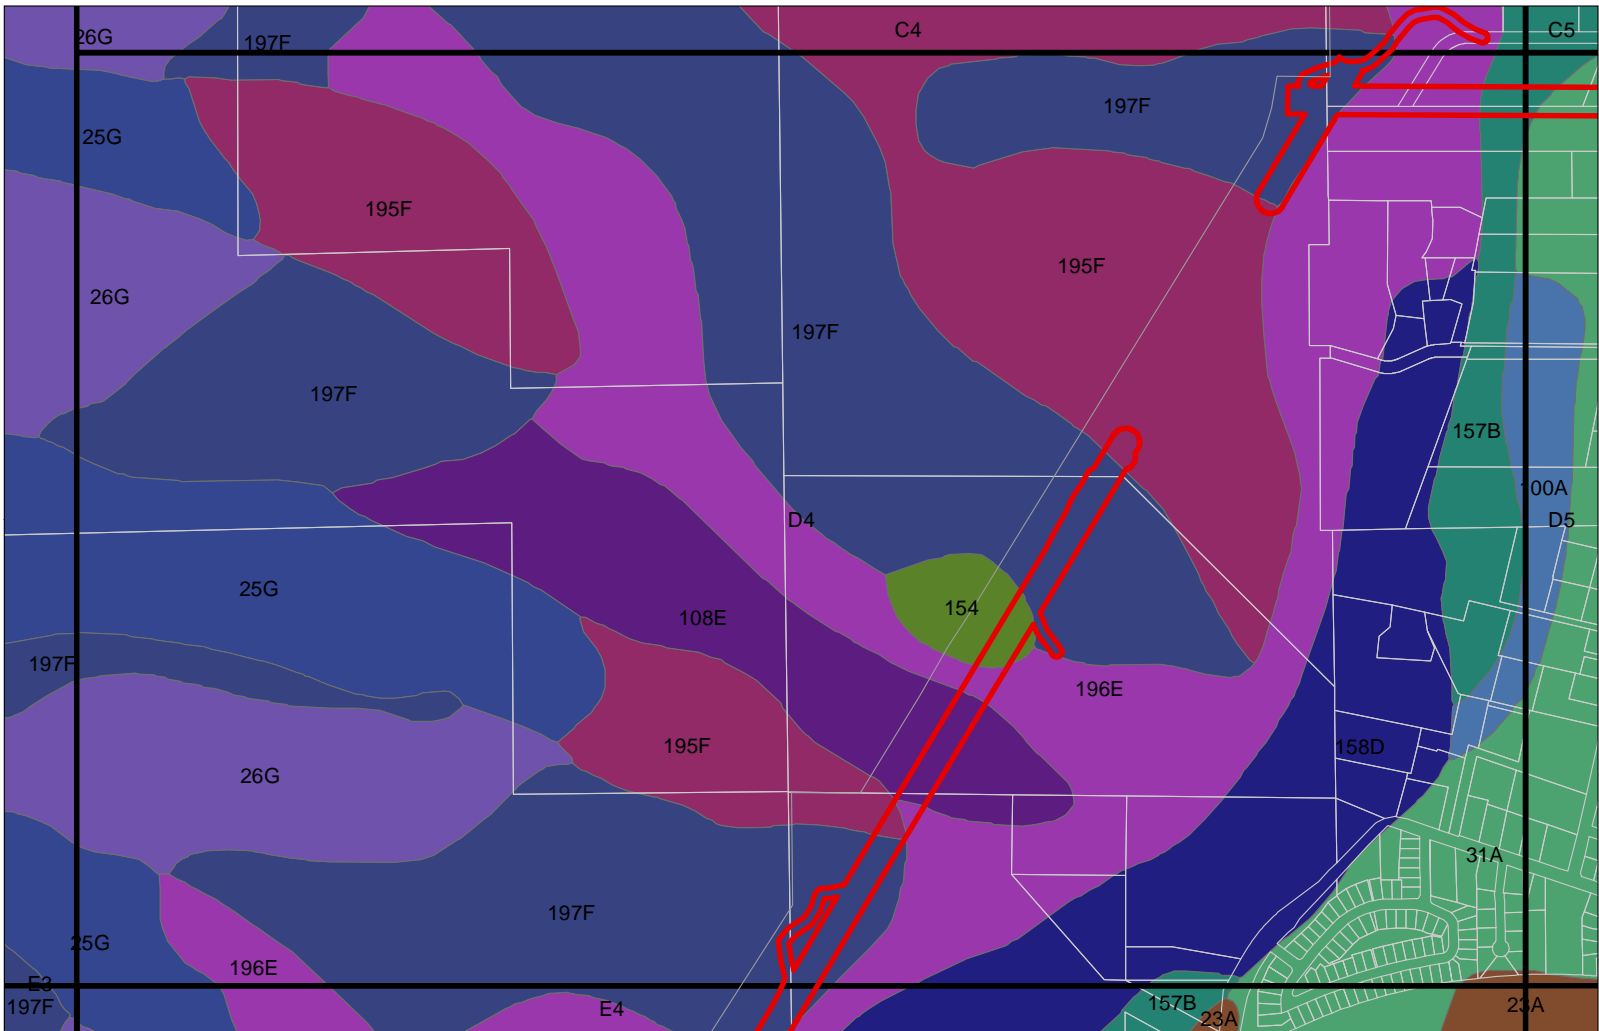 C4
C5
26G
197F
197F
25G
195F
195F
26G
197F
197F
157B
100A
D4
D5
25G
154
108E
197F
196E
195F
158D
26G
31A
197F
25G
196E
E3
197F
E4
157B
23A
23A